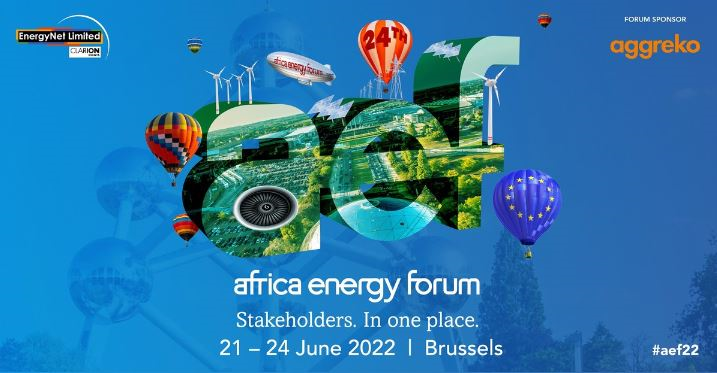 EnergyNet Limited
CLARION
FORUM SPONSOR
aggreko
24TH
africa energy forum
aef
africa energy forum
Stakeholders. In one place.
21 – 24 June 2022 | Brussels
#aef22